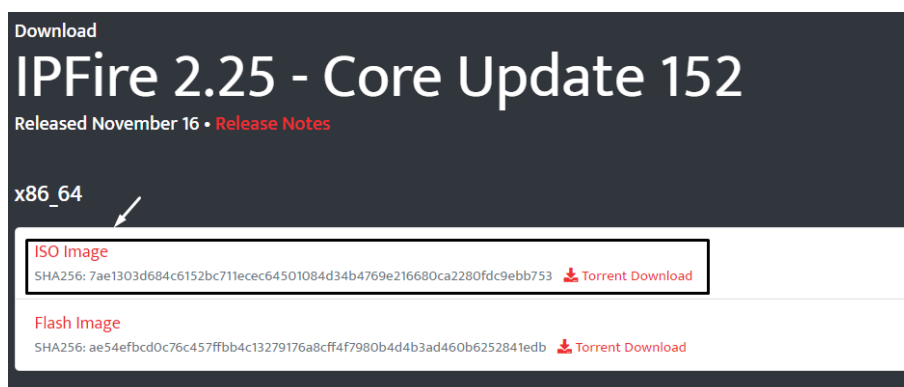 Download
IPFire 2.25 - Core Update 152
Released November 16 • Release Notes
x86_64
ISO Image
SHA256: 7ae1303d684c6152bc711ecec64501084d34b4769e216680ca2280fdc9ebb753 Torrent Download
Flash Image
SHA256: ae54efbcd0c76c457ffbb4c13279176a8cff4f7980b4d4b3ad460b6252841edb Torrent Download